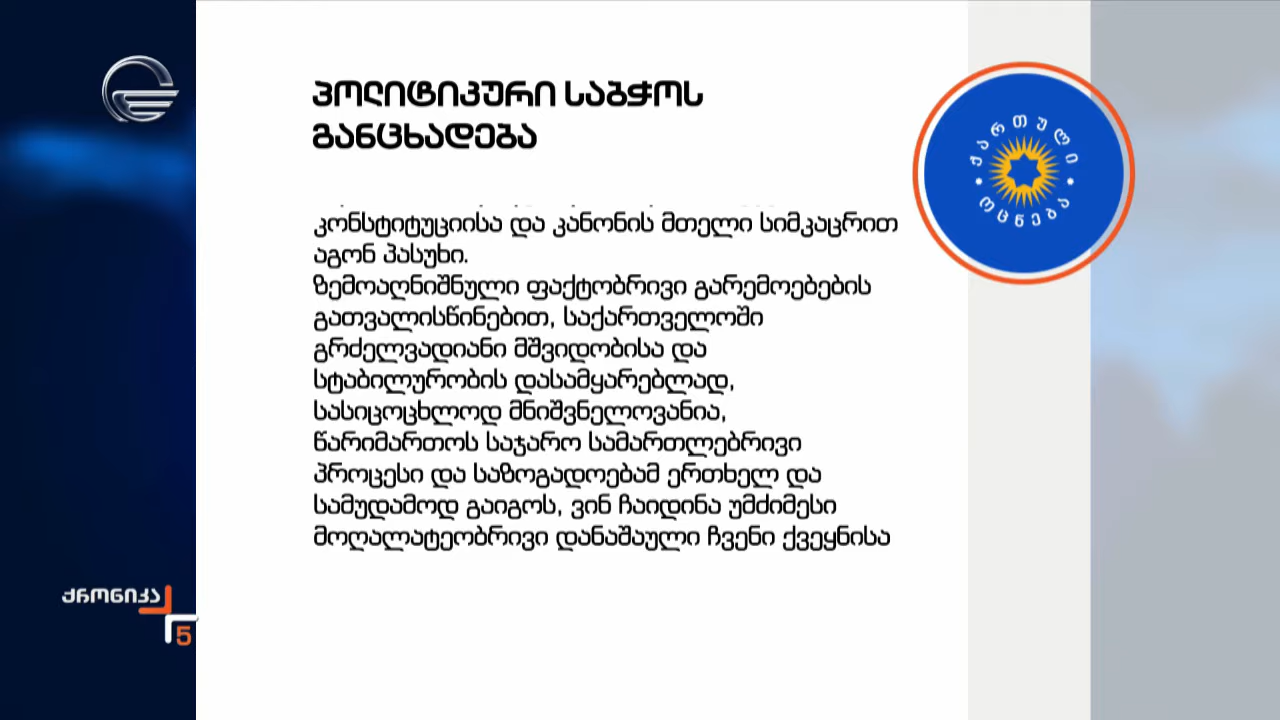 პოლიტიკური საბჭოს
განცხადება
ქართული
ოცნება
კონსტიტუციისა და კანონის მთელი სიმკაცრით
აგონ პასუხი.
ზემოაღნიშნული ფაქტობრივი გარემოებების
გათვალისწინებით, საქართველოში
გრძელვადიანი მშვიდობისა და
სტაბილურობის დასამყარებლად,
სასიცოცხლოდ მნიშვნელოვანია,
წარიმართოს საჯარო სამართლებრივი
პროცესი და საზოგადოებამ ერთხელ და
სამუდამოდ გაიგოს, ვინ ჩაიდინა უმძიმესი
მოღალატეობრივი დანაშაული ჩვენი ქვეყნისა
ქრონიკა
5